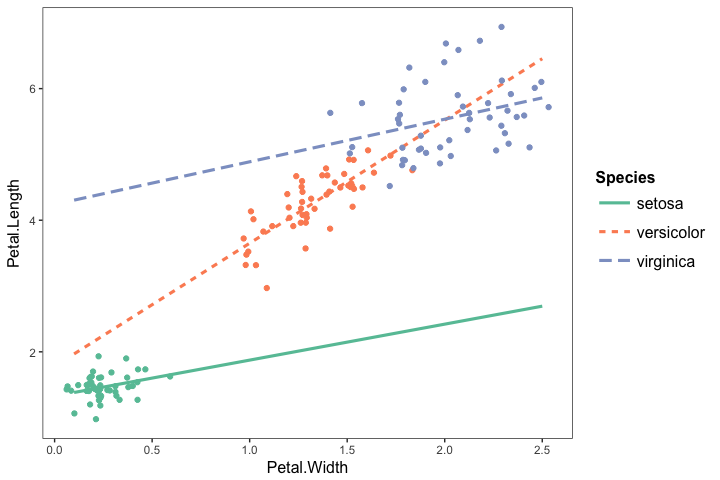 6
4
2
Petal.Length
0.0 0.5 1.0 1.5 2.0 2.5
Petal.Width
Species
setosa
versicolor
virginica